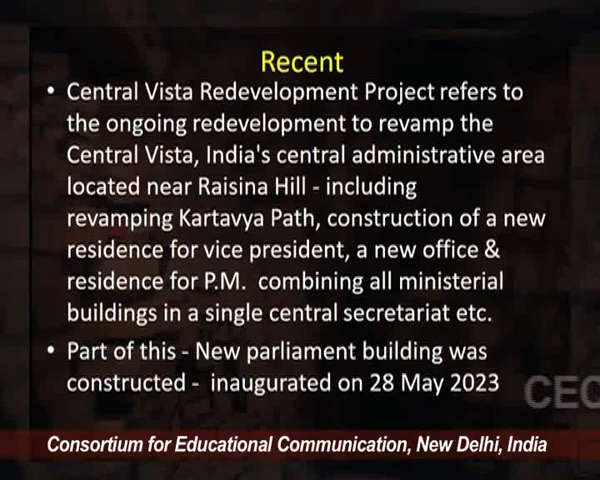 Recent
• Central Vista Redevelopment Project refers to
the ongoing redevelopment to revamp the
Central Vista, India's central administrative area
located near Raisina Hill - including
revamping Kartavya Path, construction of a new
residence for vice president, a new office &
residence for P.M.  combining all ministerial
buildings in a single central secretariat etc.
• Part of this - New parliament building was
constructed -  inaugurated on 28 May 2023
CEC
Consortium for Educational Communication, New Delhi, India